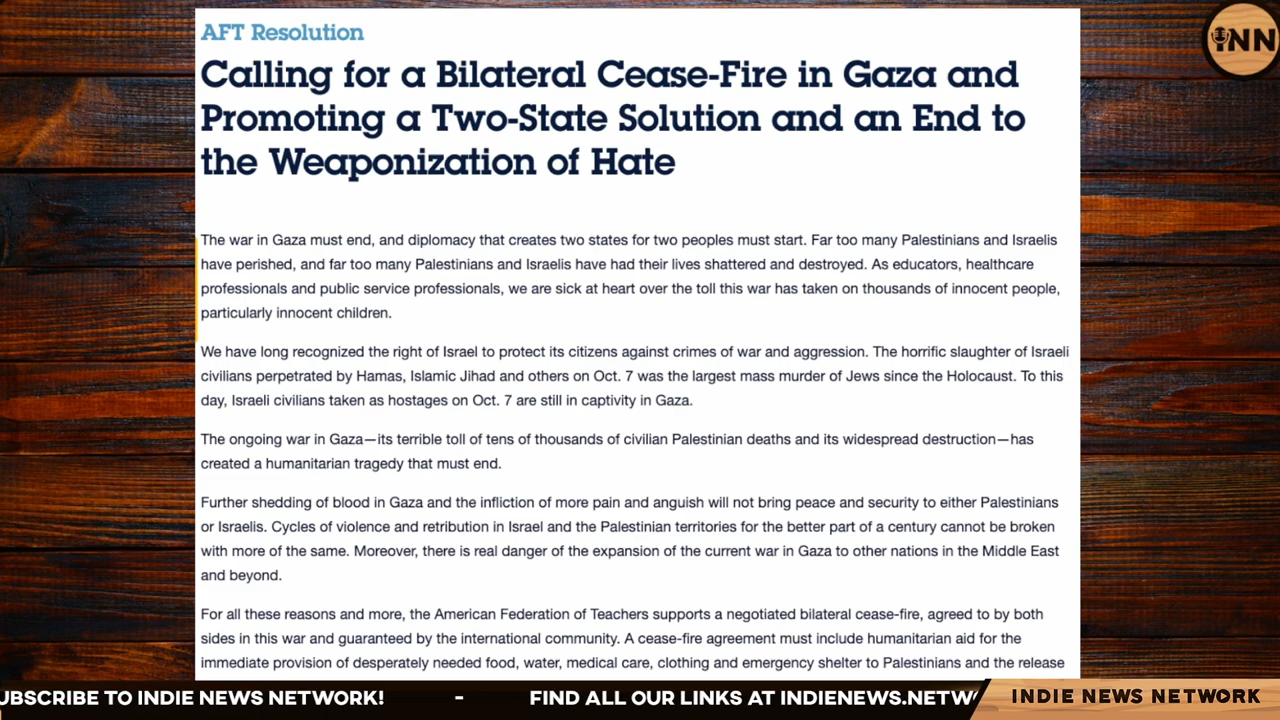 AFT Resolution
Calling for a Bilateral Cease-Fire in Gaza and
Promoting a Two-State Solution and an End to
the Weaponization of Hate
The war in Gaza must end, and diplomacy that creates two states for two peoples must start. Far too many Palestinians and Israelis
have perished, and far too many Palestinians and Israelis have had their lives shattered and destroyed. As educators, healthcare
professionals and public service professionals, we are sick at heart over the toll this war has taken on thousands of innocent people,
particularly innocent children.
We have long recognized the right of Israel to protect its citizens against crimes of war and aggression. The horrific slaughter of Israeli
civilians perpetrated by Hamas, Islamic Jihad and others on Oct. 7 was the largest mass murder of Jews since the Holocaust. To this
day, Israeli civilians taken as hostages on Oct. 7 are still in captivity in Gaza.
The ongoing war in Gaza—its terrible toll of tens of thousands of civilian Palestinian deaths and its widespread destruction—has
created a humanitarian tragedy that must end.
Further shedding of blood in Gaza and the infliction of more pain and anguish will not bring peace and security to either Palestinians
or Israelis. Cycles of violence and retribution in Israel and the Palestinian territories for the better part of a century cannot be broken
with more of the same. Moreover, there is real danger of the expansion of the current war in Gaza to other nations in the Middle East
and beyond.
For all these reasons and more, the American Federation of Teachers supports a negotiated bilateral cease-fire, agreed to by both
sides in this war and guaranteed by the international community. A cease-fire agreement must include humanitarian aid for the
immediate provision of desperately needed food, water, medical care, clothing and emergency shelter to Palestinians and the release
iNN
UBSCRIBE TO INDIE NEWS NETWORK! - FIND ALL OUR LINKS AT INDIENEWS.NETW
INDIE NEWS NETWORK